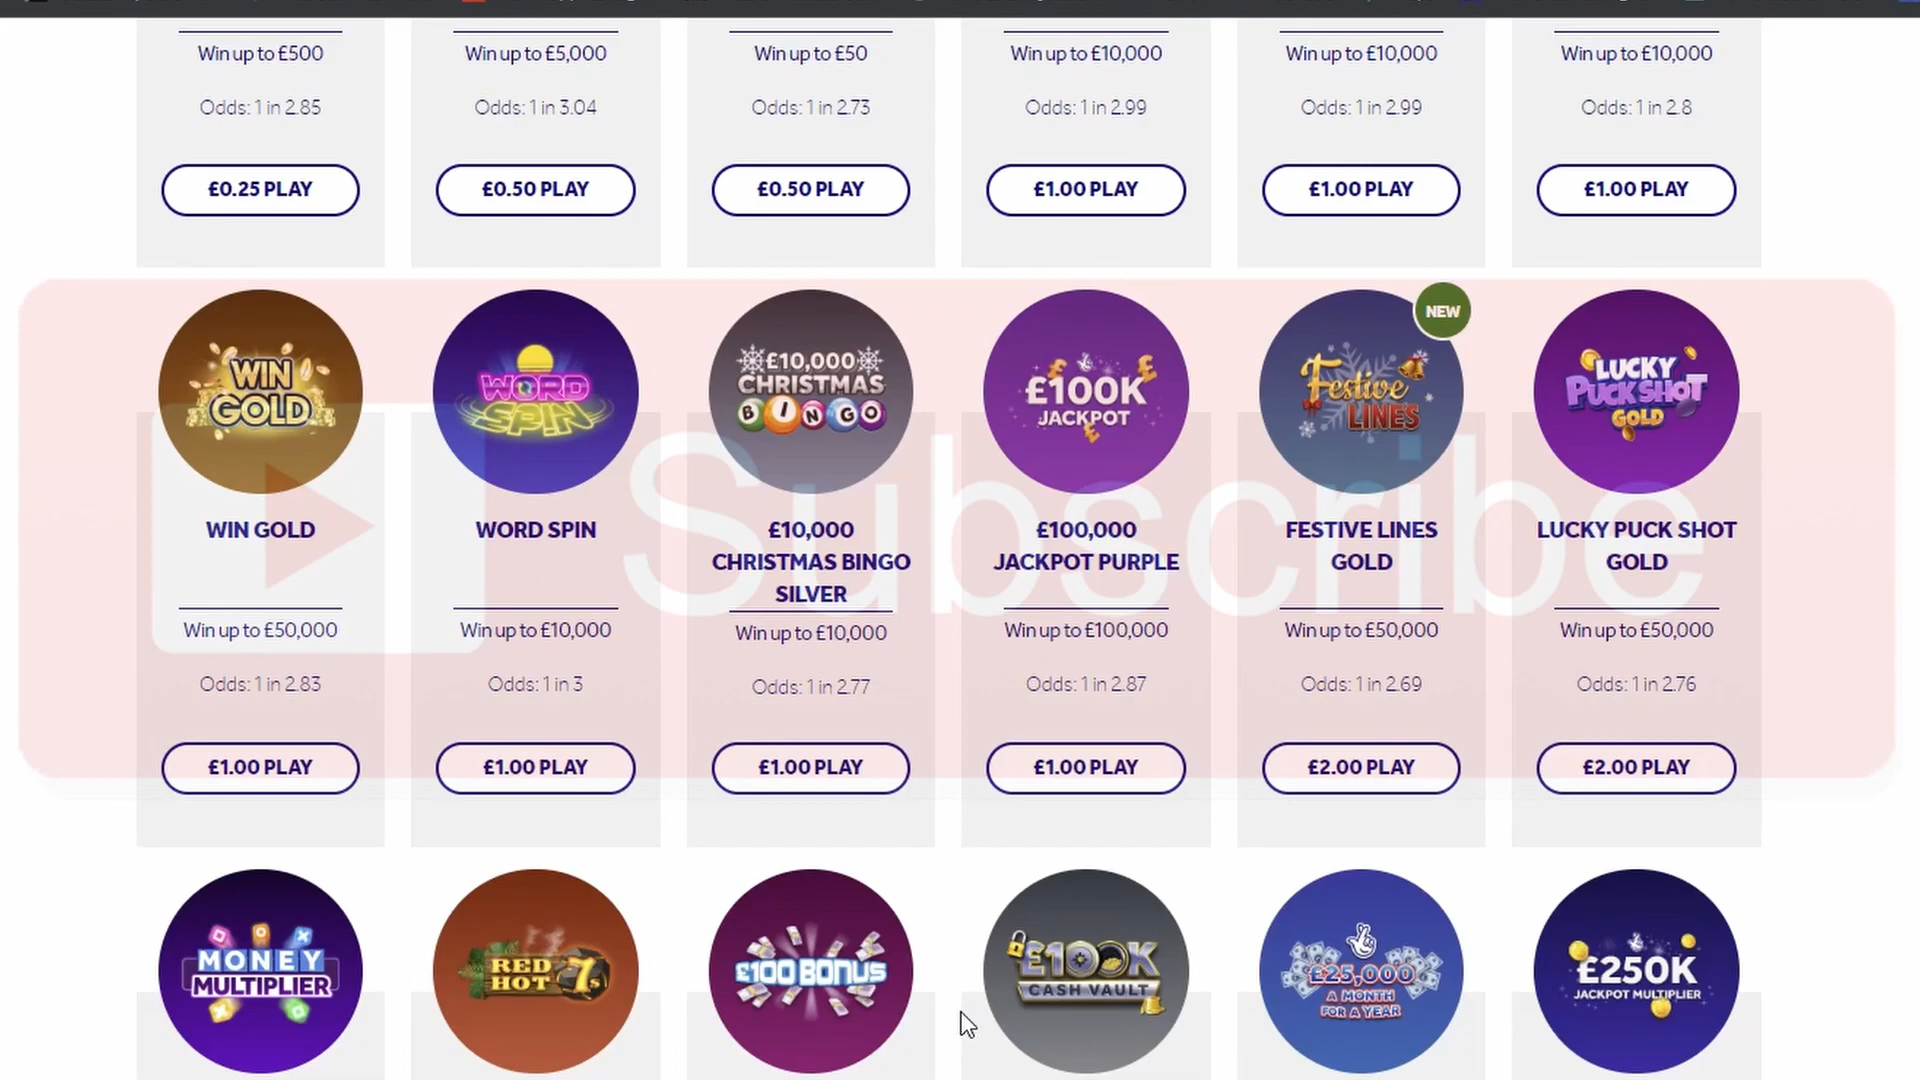 Win up to £500
Win up to £5,000
Win up to £50
Win up to £10,000
Win up to £10,000
Win up to £10,000
Odds: 1 in 2.85
Odds: 1 in 3.04
Odds: 1 in 2.73
Odds: 1 in 2.99
Odds: 1 in 2.99
Odds: 1 in 2.8
£0.25 PLAY
£0.50 PLAY
£0.50 PLAY
£1.00 PLAY
£1.00 PLAY
£1.00 PLAY
WIN
GOLD
WORD
SPIN
£10,000
CHRISTMAS
BINGO
£100K
JACKPOT
NEW
Festive
LINES
LUCKY
PUCK SHOT
GOLD
Subscribe
WIN GOLD
WORD SPIN
£10,000
CHRISTMAS BINGO
SILVER
£100,000
JACKPOT PURPLE
FESTIVE LINES
GOLD
LUCKY PUCK SHOT
GOLD
Win up to £50,000
Win up to £10,000
Win up to £10,000
Win up to £100,000
Win up to £50,000
Win up to £50,000
Odds: 1 in 2.83
Odds: 1 in 3
Odds: 1 in 2.77
Odds: 1 in 2.87
Odds: 1 in 2.69
Odds: 1 in 2.76
£1.00 PLAY
£1.00 PLAY
£1.00 PLAY
£1.00 PLAY
£2.00 PLAY
£2.00 PLAY
MONEY
MULTIPLIER
RED
HOT 7s
£100 BONUS
£100K
CASH VAULT
£25,000
A MONTH
FOR A YEAR
£250K
JACKPOT MULTIPLIER